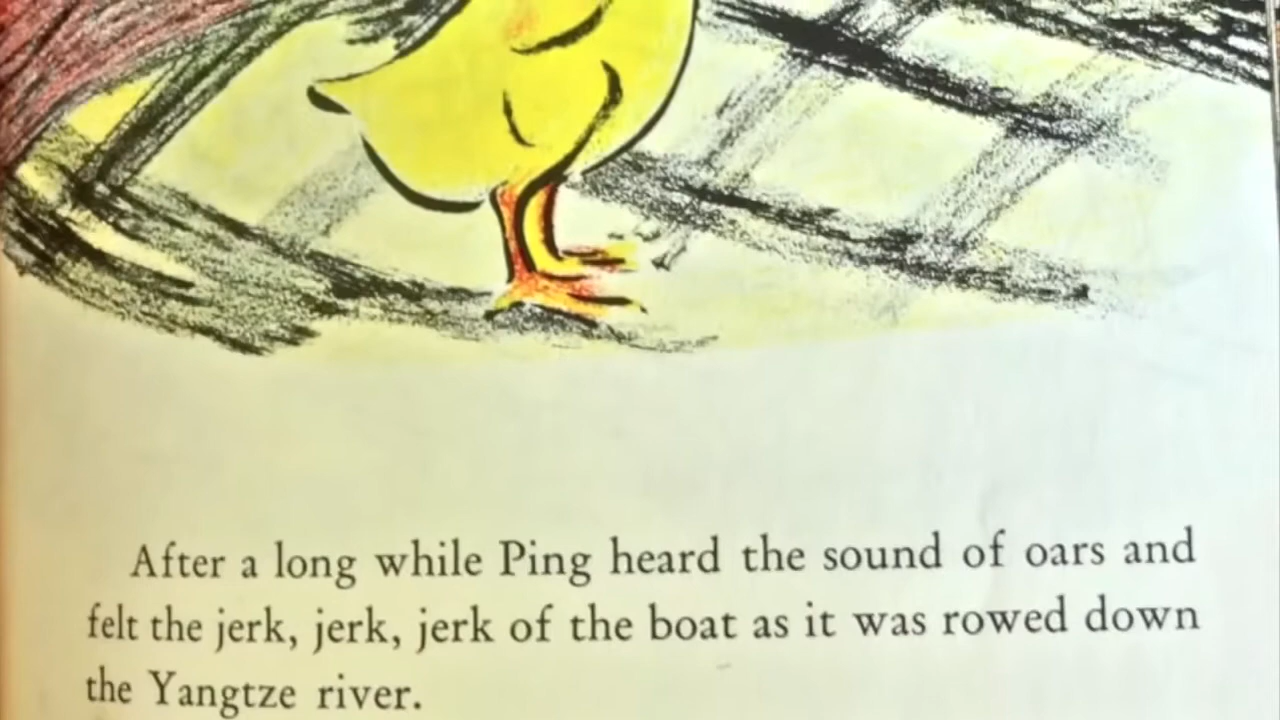 After a long while Ping heard the sound of oars and
felt the jerk, jerk, jerk of the boat as it was rowed down
the Yangtze river.